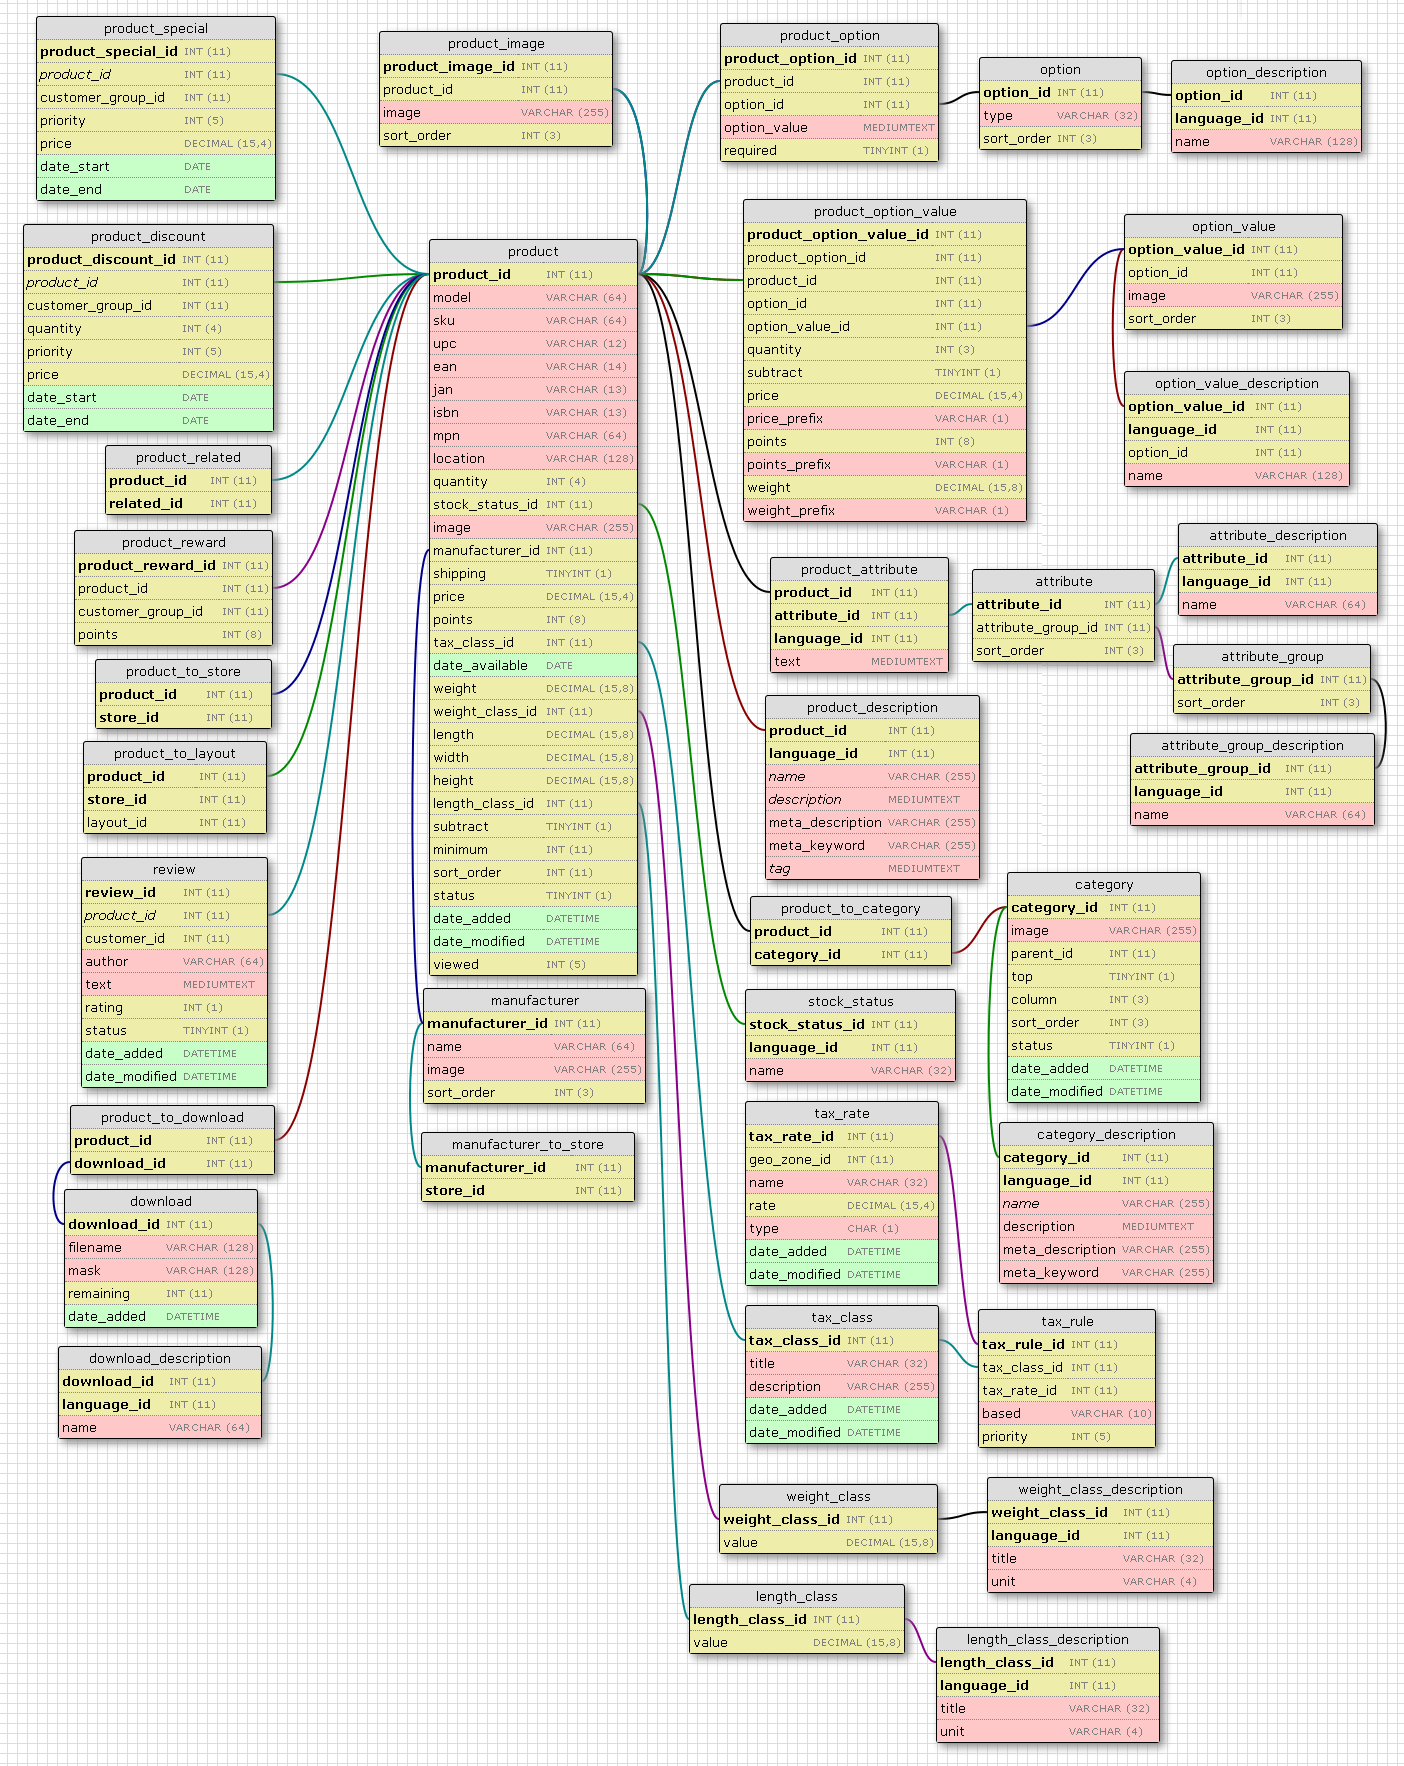 product_special
product_special_id INT (11)
product_id INT (11)
customer_group_id INT (11)
priority INT (5)
price DECIMAL (15,4)
date_start DATE
date_end DATE
product_discount
product_discount_id INT (11)
product_id INT (11)
customer_group_id INT (11)
quantity INT (4)
priority INT (5)
price DECIMAL (15,4)
date_start DATE
date_end DATE
product_related
product_id INT (11)
related_id INT (11)
product_reward
product_reward_id INT (11)
product_id INT (11)
customer_group_id INT (11)
points INT (8)
product_to_store
product_id INT (11)
store_id INT (11)
product_to_layout
product_id INT (11)
store_id INT (11)
layout_id INT (11)
review
review_id INT (11)
product_id INT (11)
customer_id INT (11)
author VARCHAR (64)
text MEDIUMTEXT
rating INT (1)
status TINYINT (1)
date_added DATETIME
date_modified DATETIME
product_to_download
product_id INT (11)
download_id INT (11)
download
download_id INT (11)
filename VARCHAR (128)
mask VARCHAR (128)
remaining INT (11)
date_added DATETIME
download_description
download_id INT (11)
language_id INT (11)
name VARCHAR (64)
product_image
product_image_id INT (11)
product_id INT (11)
image VARCHAR (255)
sort_order INT (3)
product
product_id INT (11)
model VARCHAR (64)
sku VARCHAR (64)
upc VARCHAR (12)
ean VARCHAR (14)
jan VARCHAR (13)
isbn VARCHAR (13)
mpn VARCHAR (64)
location VARCHAR (128)
quantity INT (4)
stock_status_id INT (11)
image VARCHAR (255)
manufacturer_id INT (11)
shipping TINYINT (1)
price DECIMAL (15,4)
points INT (8)
tax_class_id INT (11)
date_available DATE
weight DECIMAL (15,8)
weight_class_id INT (11)
length DECIMAL (15,8)
width DECIMAL (15,8)
height DECIMAL (15,8)
length_class_id INT (11)
subtract TINYINT (1)
minimum INT (11)
sort_order INT (11)
status TINYINT (1)
date_added DATETIME
date_modified DATETIME
viewed INT (5)
manufacturer
manufacturer_id INT (11)
name VARCHAR (64)
image VARCHAR (255)
sort_order INT (3)
manufacturer_to_store
manufacturer_id INT (11)
store_id INT (11)
product_option
product_option_id INT (11)
product_id INT (11)
option_id INT (11)
option_value MEDIUMTEXT
required TINYINT (1)
option
option_id INT (11)
type VARCHAR (32)
sort_order INT (3)
option_description
option_id INT (11)
language_id INT (11)
name VARCHAR (128)
product_option_value
product_option_value_id INT (11)
product_option_id INT (11)
product_id INT (11)
option_id INT (11)
option_value_id INT (11)
quantity INT (3)
subtract TINYINT (1)
price DECIMAL (15,4)
price_prefix VARCHAR (1)
points INT (8)
points_prefix VARCHAR (1)
weight DECIMAL (15,8)
weight_prefix VARCHAR (1)
option_value
option_value_id INT (11)
option_id INT (11)
image VARCHAR (255)
sort_order INT (3)
option_value_description
option_value_id INT (11)
language_id INT (11)
option_id INT (11)
name VARCHAR (128)
product_attribute
product_id INT (11)
attribute_id INT (11)
language_id INT (11)
text MEDIUMTEXT
attribute
attribute_id INT (11)
attribute_group_id INT (11)
sort_order INT (3)
attribute_description
attribute_id INT (11)
language_id INT (11)
name VARCHAR (64)
attribute_group
attribute_group_id INT (11)
sort_order INT (3)
attribute_group_description
attribute_group_id INT (11)
language_id INT (11)
name VARCHAR (64)
product_description
product_id INT (11)
language_id INT (11)
name VARCHAR (255)
description MEDIUMTEXT
meta_description VARCHAR (255)
meta_keyword VARCHAR (255)
tag MEDIUMTEXT
product_to_category
product_id INT (11)
category_id INT (11)
category
category_id INT (11)
image VARCHAR (255)
parent_id INT (11)
top TINYINT (1)
column INT (3)
sort_order INT (3)
status TINYINT (1)
date_added DATETIME
date_modified DATETIME
stock_status
stock_status_id INT (11)
language_id INT (11)
name VARCHAR (32)
tax_rate
tax_rate_id INT (11)
geo_zone_id INT (11)
name VARCHAR (32)
rate DECIMAL (15,4)
type CHAR (1)
date_added DATETIME
date_modified DATETIME
category_description
category_id INT (11)
language_id INT (11)
name VARCHAR (255)
description MEDIUMTEXT
meta_description VARCHAR (255)
meta_keyword VARCHAR (255)
tax_class
tax_class_id INT (11)
title VARCHAR (32)
description VARCHAR (255)
date_added DATETIME
date_modified DATETIME
tax_rule
tax_rule_id INT (11)
tax_class_id INT (11)
tax_rate_id INT (11)
based VARCHAR (10)
priority INT (5)
weight_class
weight_class_id INT (11)
value DECIMAL (15,8)
weight_class_description
weight_class_id INT (11)
language_id INT (11)
title VARCHAR (32)
unit VARCHAR (4)
length_class
length_class_id INT (11)
value DECIMAL (15,8)
length_class_description
length_class_id INT (11)
language_id INT (11)
title VARCHAR (32)
unit VARCHAR (4)